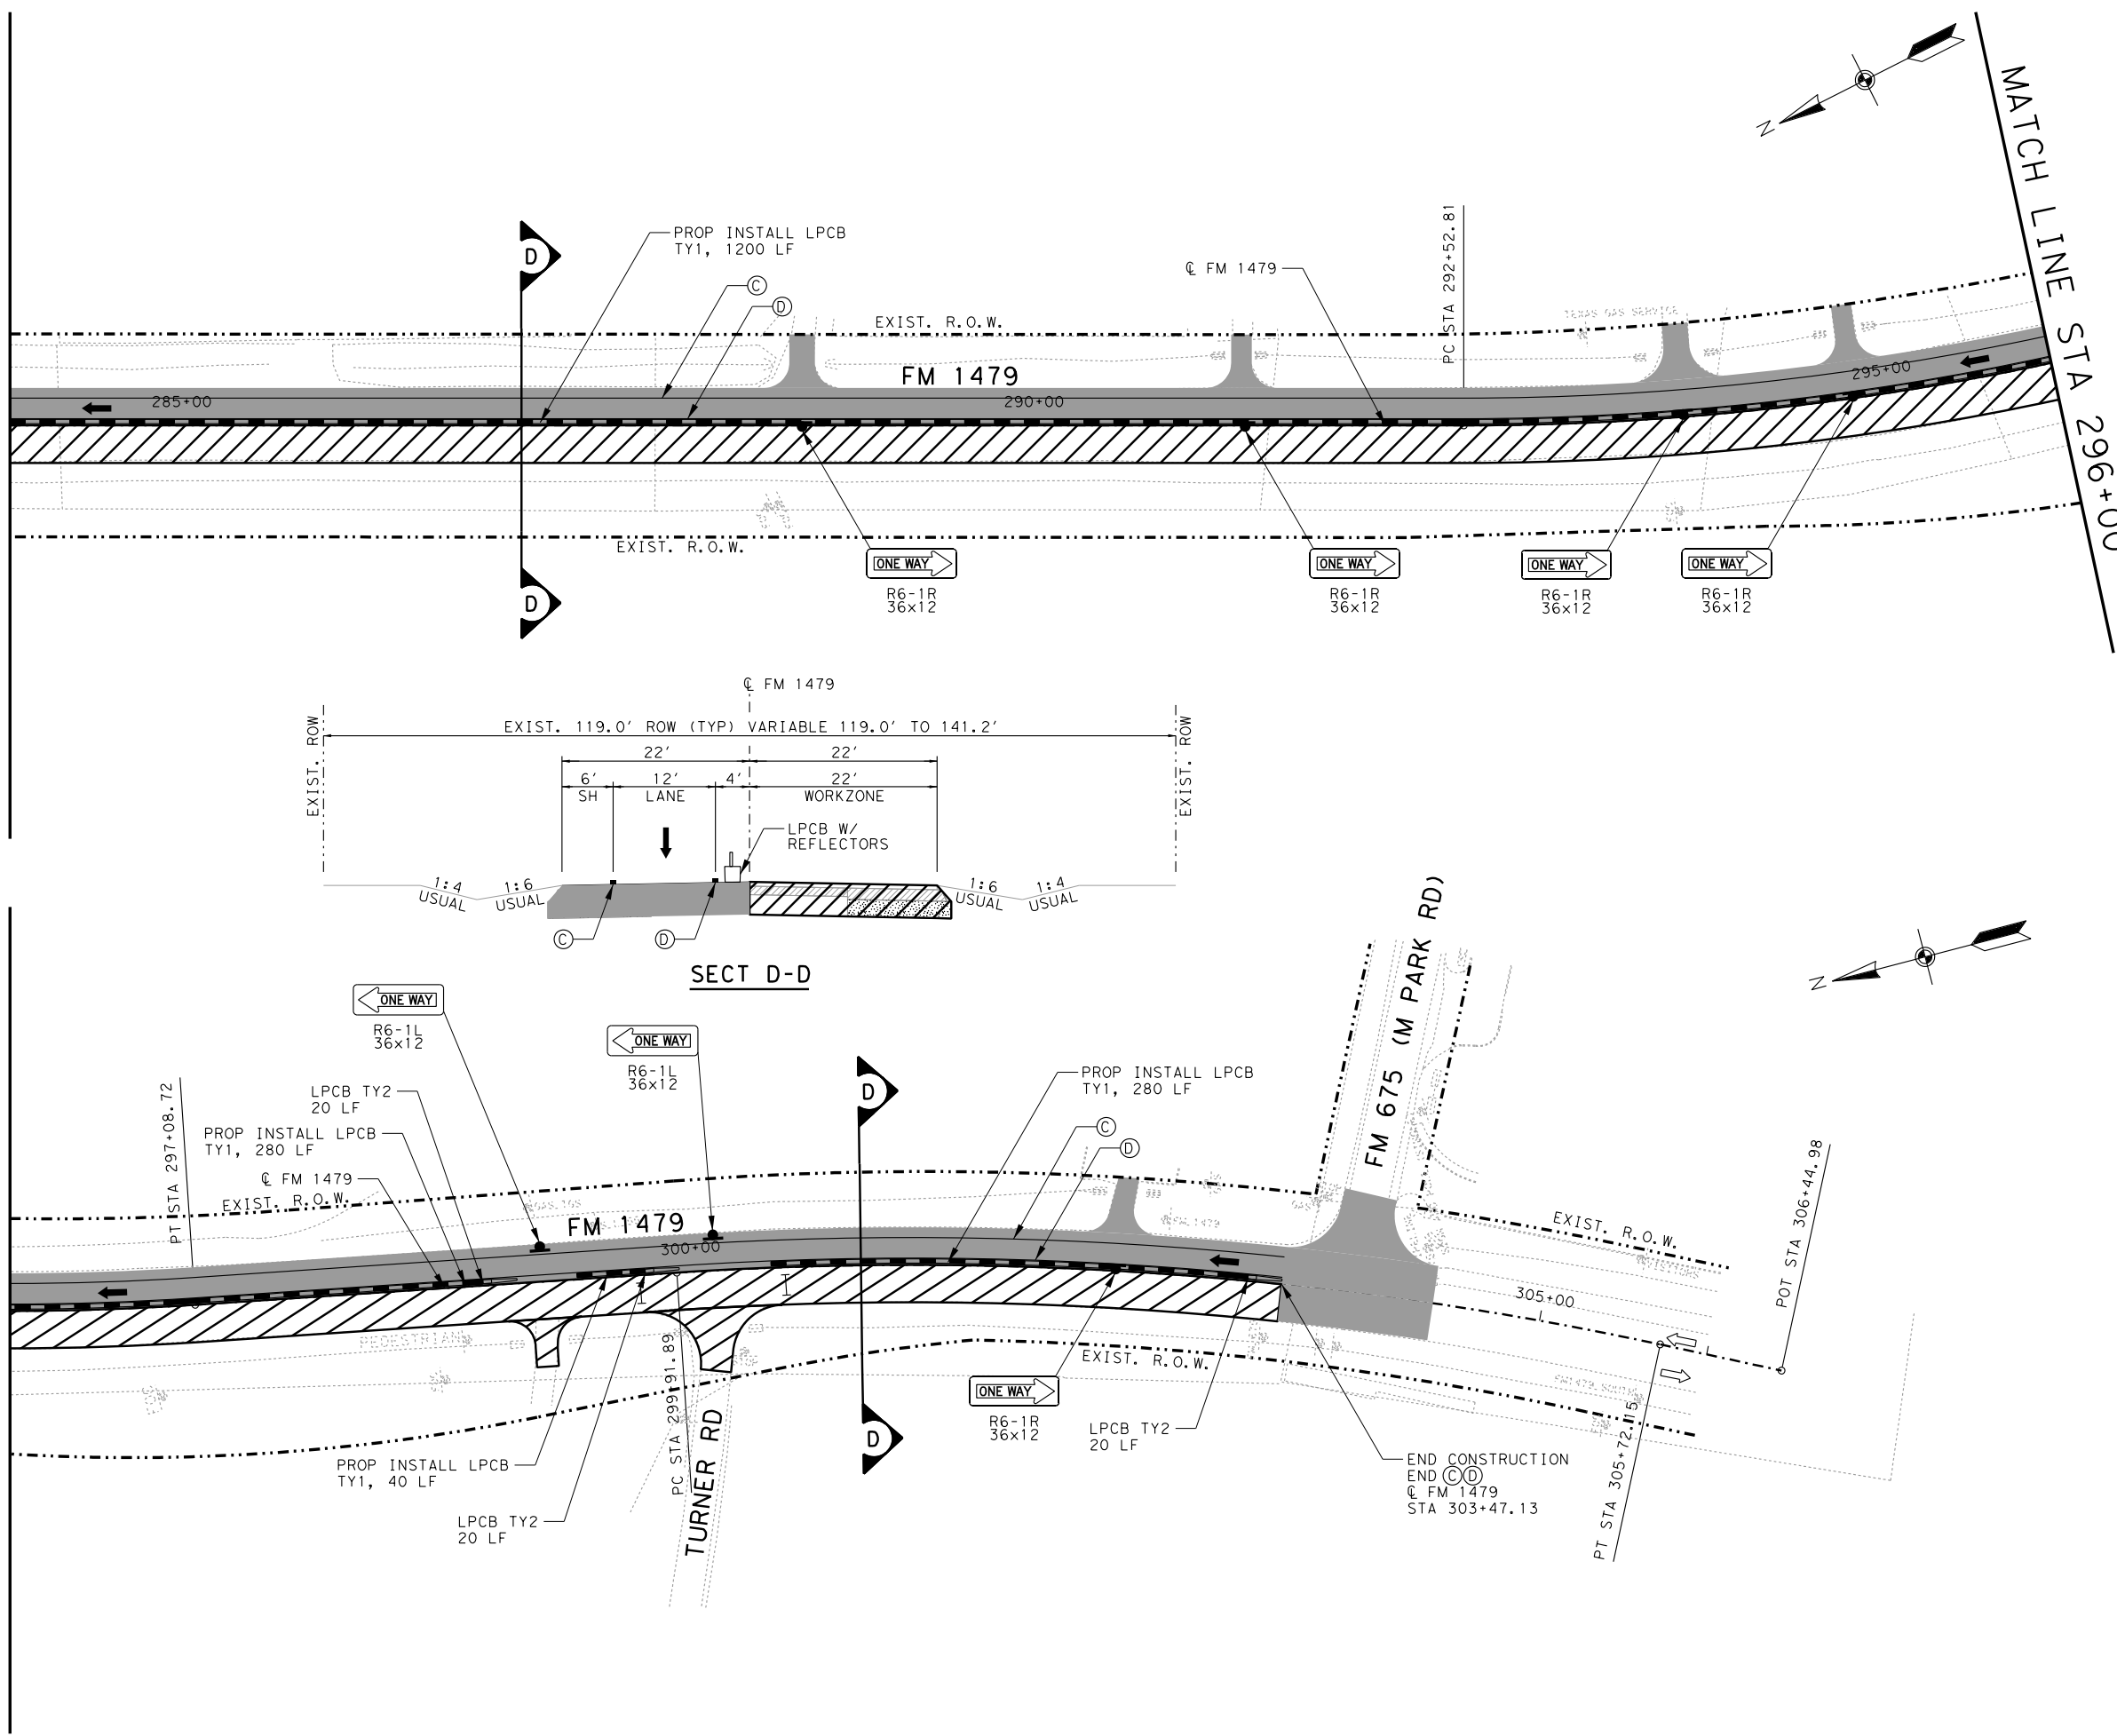 N
MATCH LINE STA 296+00
PROP INSTALL LPCB
TY1, 1200 LF
C
D
D
℄ FM 1479
PC STA 292+52.81
EXIST. R.O.W.
TEXAS GAS SERVICE
FM 1479
285+00
290+00
295+00
EXIST. R.O.W.
D
ONE WAY
R6-1R
36x12
ONE WAY
R6-1R
36x12
ONE WAY
R6-1R
36x12
ONE WAY
R6-1R
36x12
℄ FM 1479
EXIST. ROW
EXIST. 119.0' ROW (TYP) VARIABLE 119.0' TO 141.2'
EXIST. ROW
22'
22'
6'
SH
12'
LANE
4'
22'
WORKZONE
LPCB W/
REFLECTORS
1:4
USUAL
1:6
USUAL
1:6
USUAL
1:4
USUAL
C
D
SECT D-D
N
ONE WAY
R6-1L
36x12
ONE WAY
R6-1L
36x12
PT STA 297+08.72
LPCB TY2
20 LF
PROP INSTALL LPCB
TY1, 280 LF
℄ FM 1479
EXIST. R.O.W.
FM 1479
300+00
D
PROP INSTALL LPCB
TY1, 280 LF
C
D
FM 675 (M PARK RD)
EXIST. R.O.W.
305+00
POT STA 306+44.98
PEDESTRIAN
PROP INSTALL LPCB
TY1, 40 LF
LPCB TY2
20 LF
PC STA 299+91.89
TURNER RD
D
ONE WAY
R6-1R
36x12
EXIST. R.O.W.
LPCB TY2
20 LF
END CONSTRUCTION
END C D
℄ FM 1479
STA 303+47.13
PT STA 305+72.15